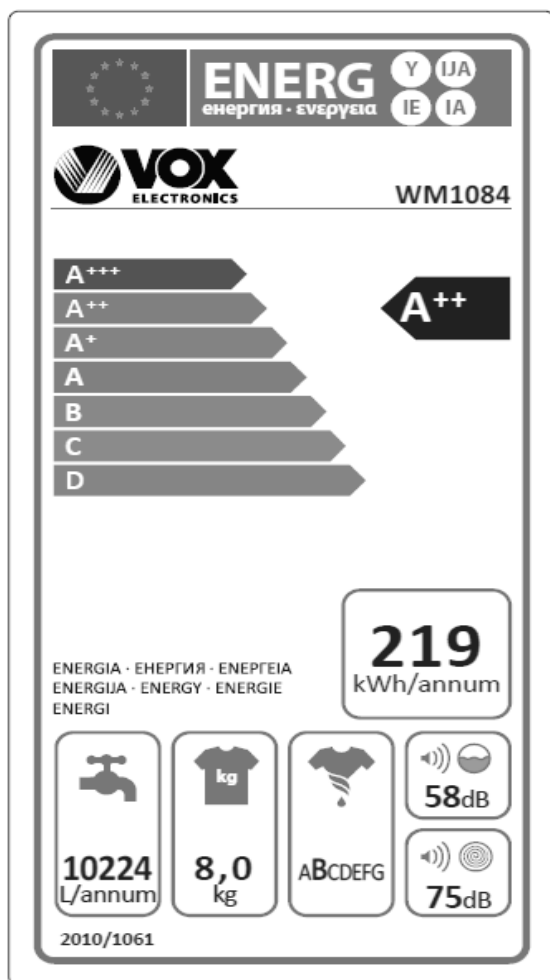 ENERG
енергия · ενεργεια
Y IJA
IE IA
VOX
ELECTRONICS
WM1084
A+++
A++
A+
A
B
C
D
A++
219
kWh/annum
ENERGIA · ЕНЕРГИЯ · ΕΝΕΡΓΕΙΑ
ENERGIJA · ENERGY · ENERGIE
ENERGI
10224
L/annum
kg
8,0
kg
ABCDEFG
58dB
75dB
2010/1061